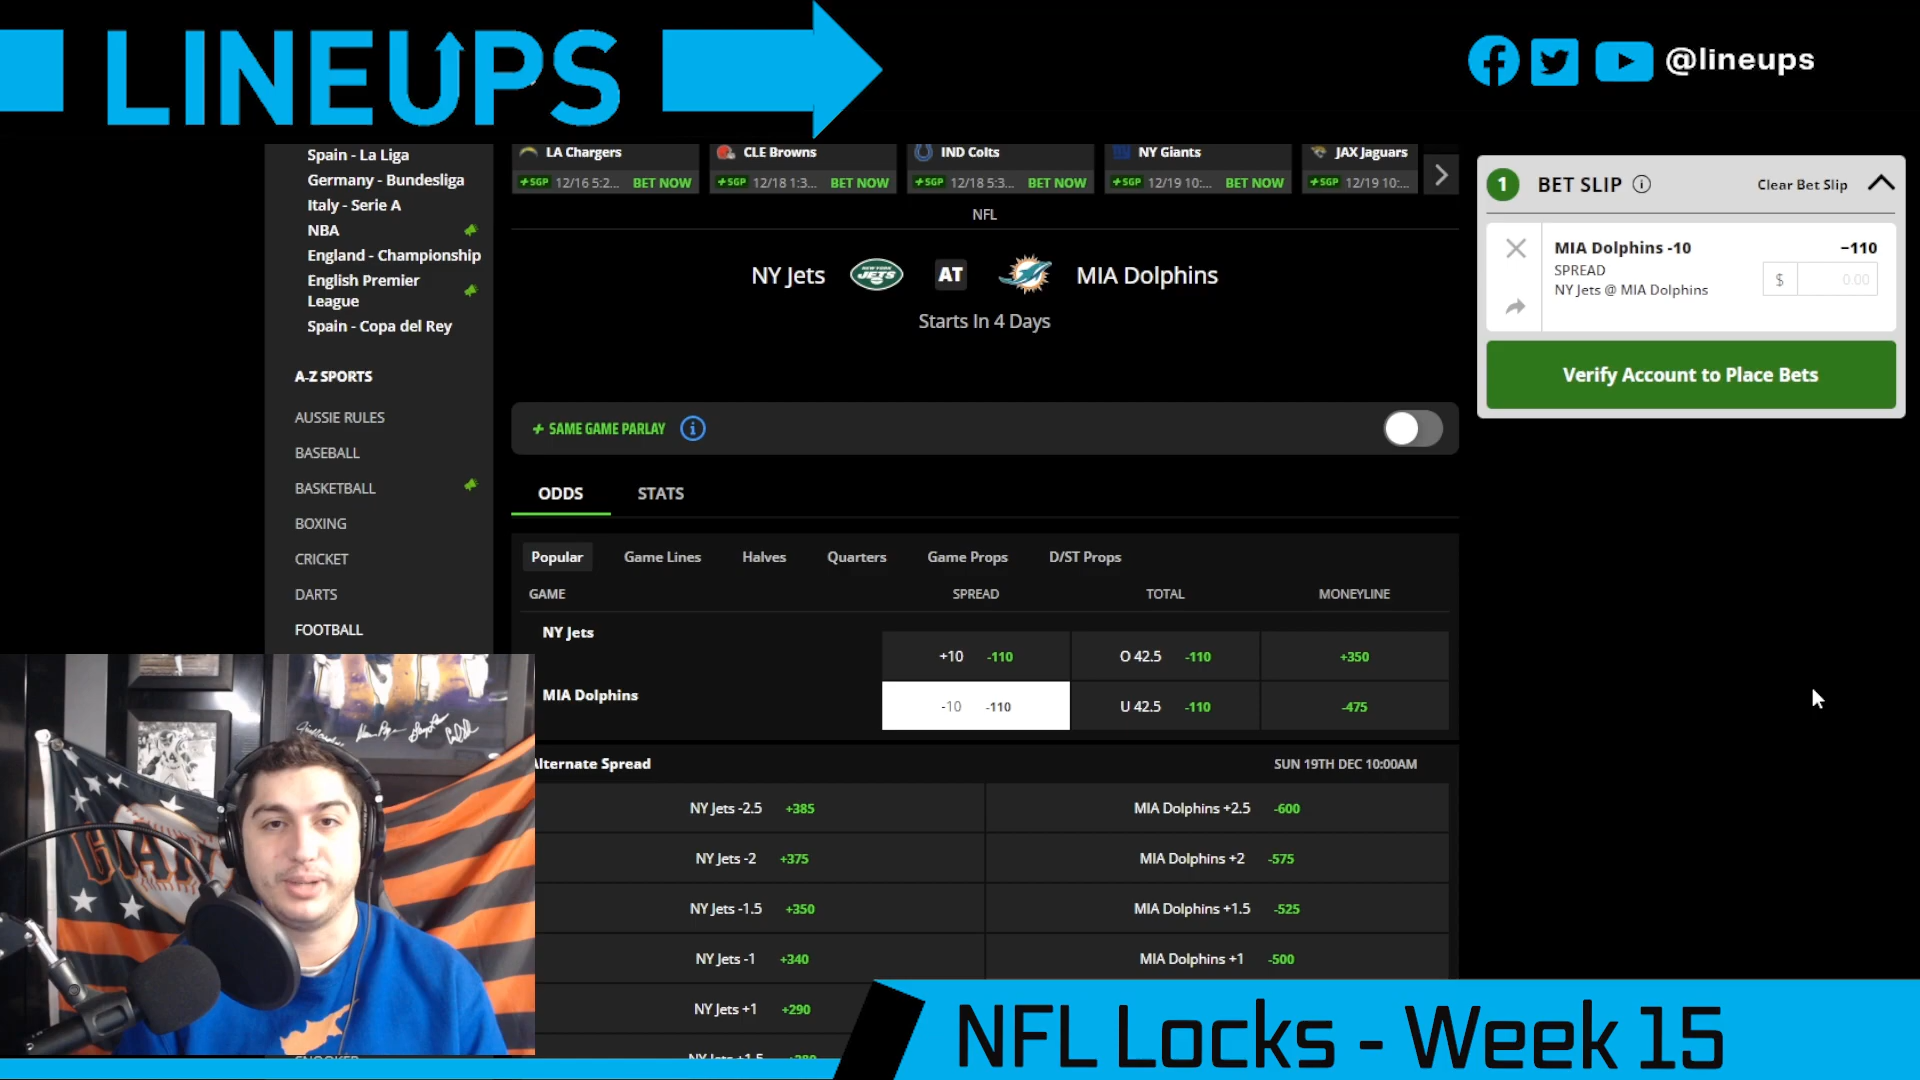 LINEUPS
@lineups
Spain - La Liga
Germany - Bundesliga
Italy - Serie A
NBA
England - Championship
English Premier
League
Spain - Copa del Rey
A-Z SPORTS
AUSSIE RULES
BASEBALL
BASKETBALL
BOXING
CRICKET
DARTS
FOOTBALL
LA Chargers
+SGP 12/16 5:2... BET NOW
CLE Browns
+SGP 12/18 1:3... BET NOW
IND Colts
+SGP 12/18 5:3... BET NOW
NY Giants
+SGP 12/19 10:... BET NOW
JAX Jaguars
+SGP 12/19 10:...
NFL
NY Jets JETS AT MIA Dolphins
Starts In 4 Days
+ SAME GAME PARLAY i
ODDS STATS
Popular Game Lines Halves Quarters Game Props D/ST Props
GAME SPREAD TOTAL MONEYLINE
NY Jets
+10 -110 O 42.5 -110 +350
MIA Dolphins
-10 -110 U 42.5 -110 -475
Alternate Spread SUN 19TH DEC 10:00AM
NY Jets -2.5 +385 MIA Dolphins +2.5 -600
NY Jets -2 +375 MIA Dolphins +2 -575
NY Jets -1.5 +350 MIA Dolphins +1.5 -525
NY Jets -1 +340 MIA Dolphins +1 -500
NY Jets +1 +290
NY Jets +1.5
1 BET SLIP i Clear Bet Slip
MIA Dolphins -10 −110
SPREAD
NY Jets @ MIA Dolphins
$ 0.00
Verify Account to Place Bets
GIAN
NFL Locks - Week 15